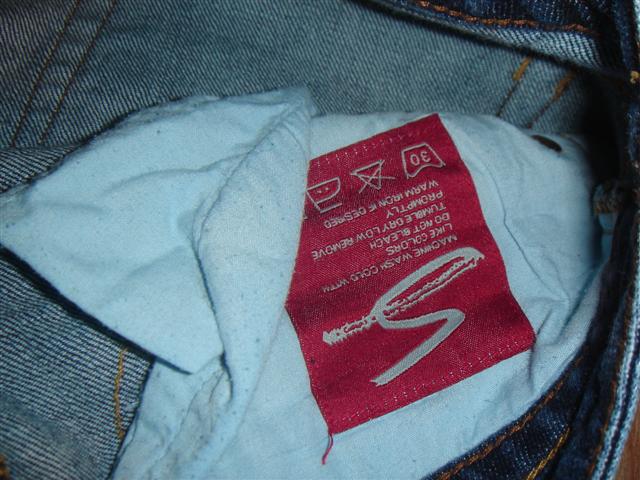 MACHINE WASH COLD WITH
LIKE COLORS
DO NOT BLEACH
TUMBLE DRY LOW REMOVE
PROMPTLY
WARM IRON IF DESIRED
30